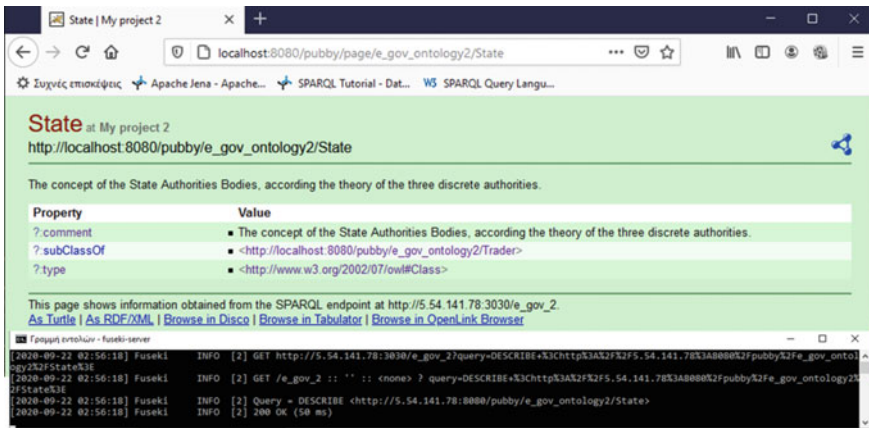 State | My project 2
localhost:8080/pubby/page/e_gov_ontology2/State
Συχνές επισκέψεις Apache Jena - Apache... SPARQL Tutorial - Dat... W3 SPARQL Query Langu...
State at My project 2
http://localhost:8080/pubby/e_gov_ontology2/State
The concept of the State Authorities Bodies, according the theory of the three discrete authorities.
Property Value
?:comment ▪ The concept of the State Authorities Bodies, according the theory of the three discrete authorities.
?:subClassOf ▪ <http://localhost:8080/pubby/e_gov_ontology2/Trader>
?:type ▪ <http://www.w3.org/2002/07/owl#Class>
This page shows information obtained from the SPARQL endpoint at http://5.54.141.78:3030/e_gov_2.
As Turtle | As RDF/XML | Browse in Disco | Browse in Tabulator | Browse in OpenLink Browser
Γραμμή εντολών - fuseki-server
[2020-09-22 02:56:18] Fuseki INFO [2] GET http://5.54.141.78:3030/e_gov_2?query=DESCRIBE+%3Chttp%3A%2F%2F5.54.141.78%3A8080%2Fpubby%2Fe_gov_ontol
ogy2%2FState%3E
[2020-09-22 02:56:18] Fuseki INFO [2] GET /e_gov_2 :: '' :: <none> ? query=DESCRIBE+%3Chttp%3A%2F%2F5.54.141.78%3A8080%2Fpubby%2Fe_gov_ontology2%
2FState%3E
[2020-09-22 02:56:18] Fuseki INFO [2] Query = DESCRIBE <http://5.54.141.78:8080/pubby/e_gov_ontology2/State>
[2020-09-22 02:56:18] Fuseki INFO [2] 200 OK (50 ms)